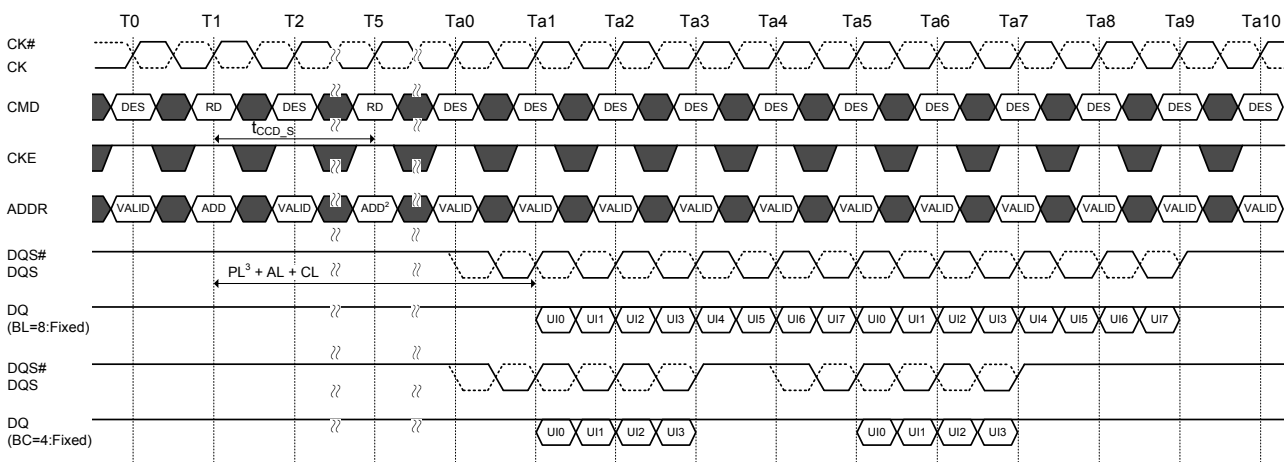 T0 T1 T2 T5 Ta0 Ta1 Ta2 Ta3 Ta4 Ta5 Ta6 Ta7 Ta8 Ta9 Ta10
CK#
CK
CMD DES RD DES RD DES DES DES DES DES DES DES DES DES DES DES
tCCD_S
CKE
ADDR VALID ADD VALID ADD² VALID VALID VALID VALID VALID VALID VALID VALID VALID VALID VALID
DQS#
DQS
PL³ + AL + CL
DQ
(BL=8:Fixed)
UI0 UI1 UI2 UI3 UI4 UI5 UI6 UI7 UI0 UI1 UI2 UI3 UI4 UI5 UI6 UI7
DQS#
DQS
DQ
(BC=4:Fixed)
UI0 UI1 UI2 UI3 UI0 UI1 UI2 UI3